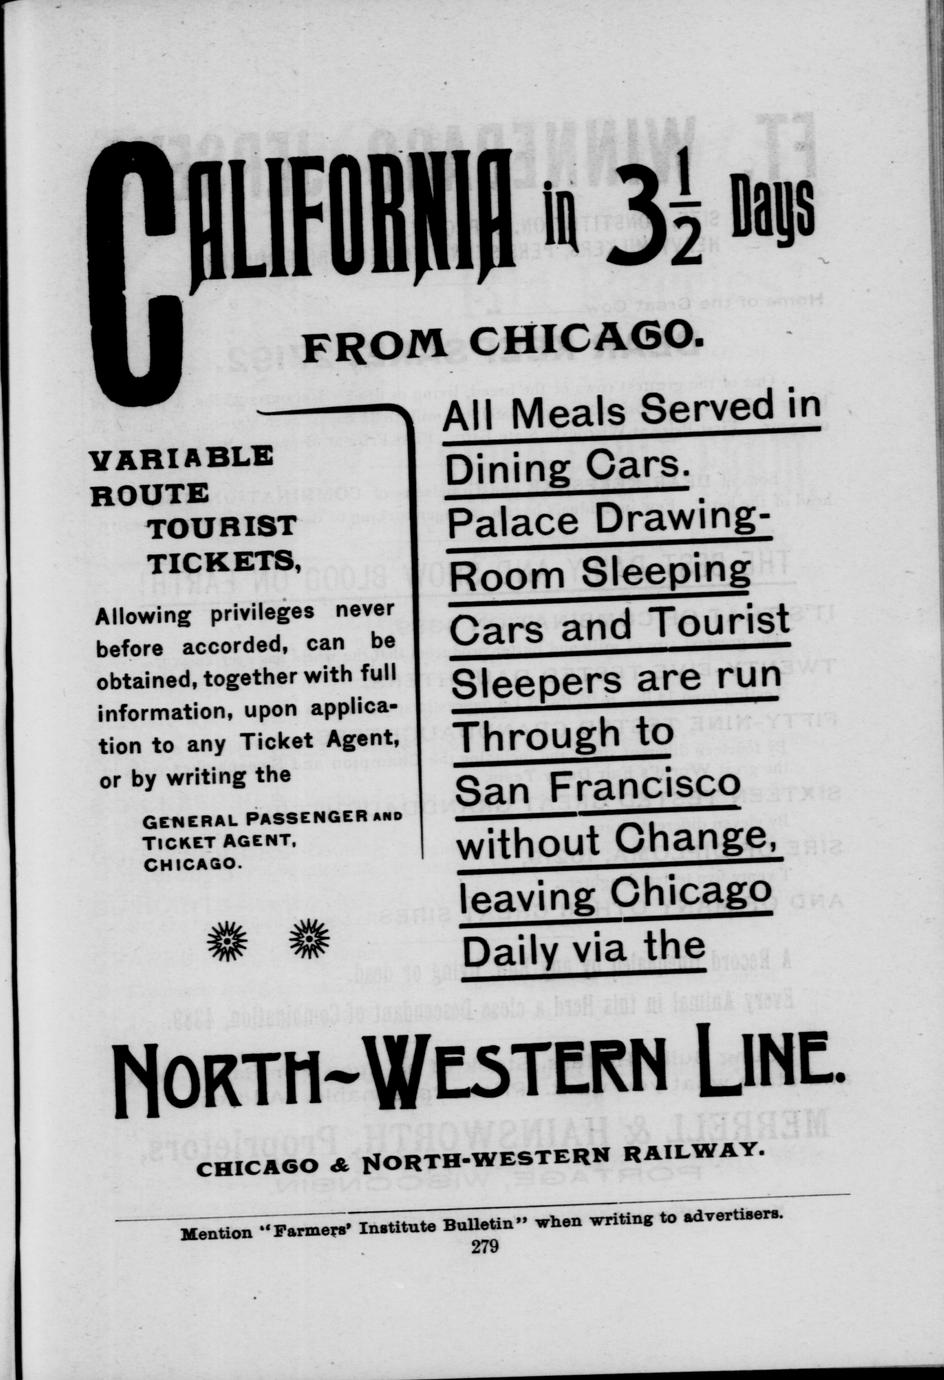 CALIFORNIA in 3½ Days
FROM CHICAGO.
VARIABLE
ROUTE
TOURIST
TICKETS,
Allowing privileges never
before accorded, can be
obtained, together with full
information, upon applica-
tion to any Ticket Agent,
or by writing the
GENERAL PASSENGER AND
TICKET AGENT,
CHICAGO.
All Meals Served in
Dining Cars.
Palace Drawing-
Room Sleeping
Cars and Tourist
Sleepers are run
Through to
San Francisco
without Change,
leaving Chicago
Daily via the
NORTH-WESTERN LINE.
CHICAGO & NORTH-WESTERN RAILWAY.
Mention "Farmers' Institute Bulletin" when writing to advertisers.
279